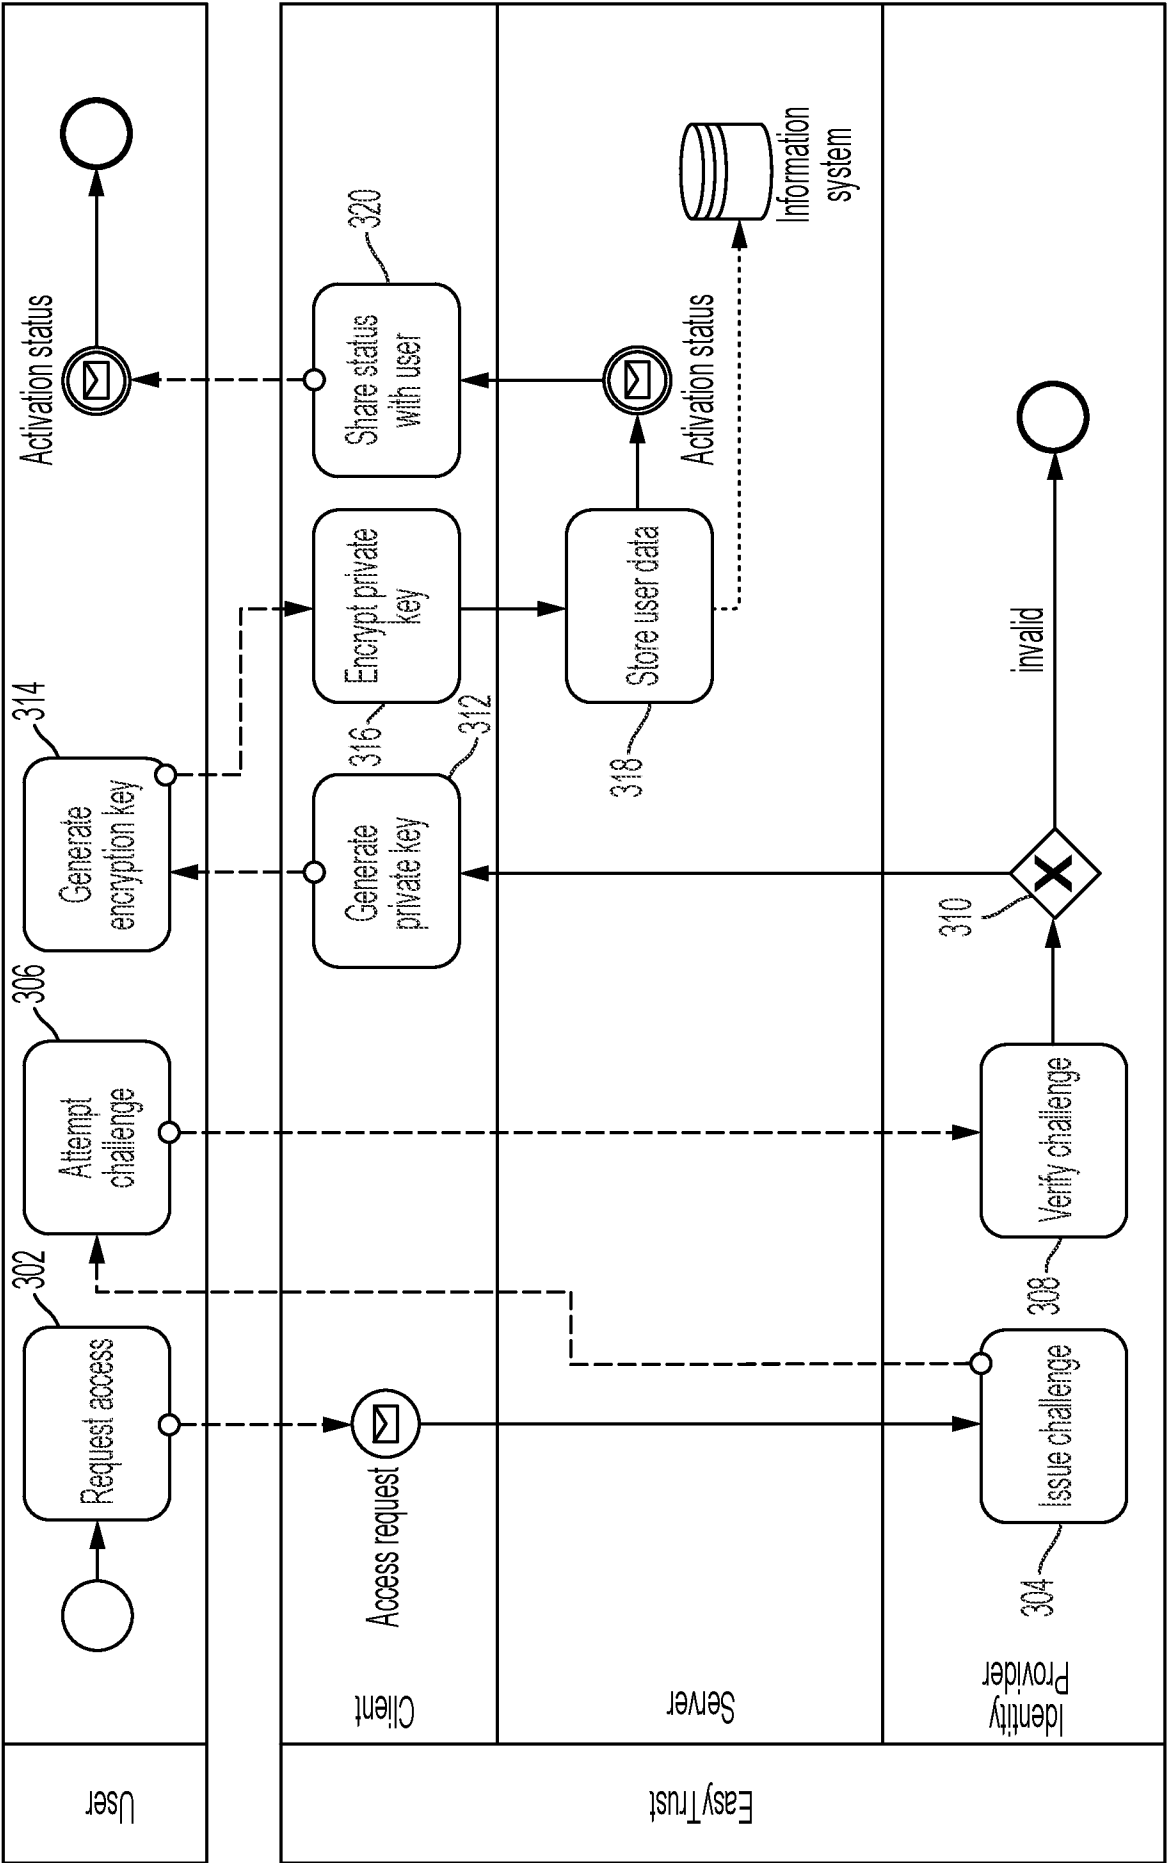 User
302
Request access
306
Attempt
challenge
314
Generate
encryption key
Activation status
EasyTrust
Client
Access request
Generate
private key
312
316
Encrypt private
key
Share status
with user
320
Server
318
Store user data
Activation status
Information
system
Identity
Provider
304
Issue challenge
308
Verify challenge
310
invalid